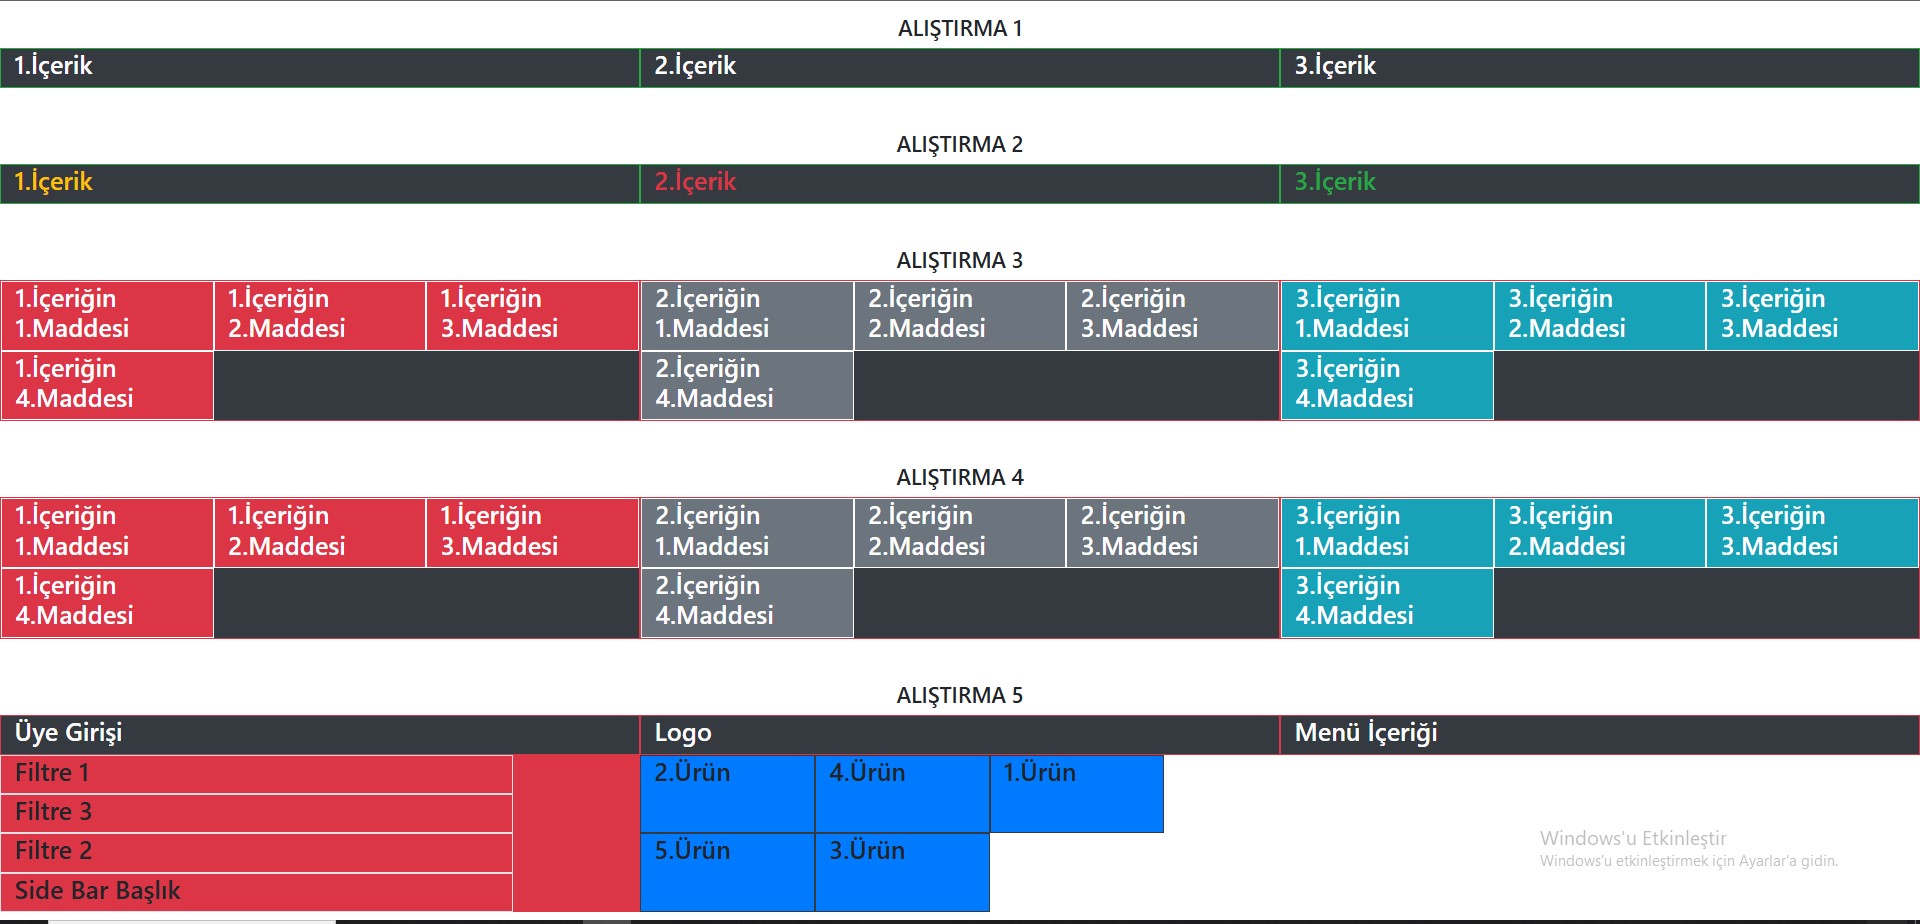 ALIŞTIRMA 1
1.İçerik 2.İçerik 3.İçerik
ALIŞTIRMA 2
1.İçerik 2.İçerik 3.İçerik
ALIŞTIRMA 3
1.İçeriğin 1.İçeriğin 1.İçeriğin 2.İçeriğin 2.İçeriğin 2.İçeriğin 3.İçeriğin 3.İçeriğin 3.İçeriğin
1.Maddesi 2.Maddesi 3.Maddesi 1.Maddesi 2.Maddesi 3.Maddesi 1.Maddesi 2.Maddesi 3.Maddesi
1.İçeriğin 2.İçeriğin 3.İçeriğin
4.Maddesi 4.Maddesi 4.Maddesi
ALIŞTIRMA 4
1.İçeriğin 1.İçeriğin 1.İçeriğin 2.İçeriğin 2.İçeriğin 2.İçeriğin 3.İçeriğin 3.İçeriğin 3.İçeriğin
1.Maddesi 2.Maddesi 3.Maddesi 1.Maddesi 2.Maddesi 3.Maddesi 1.Maddesi 2.Maddesi 3.Maddesi
1.İçeriğin 2.İçeriğin 3.İçeriğin
4.Maddesi 4.Maddesi 4.Maddesi
ALIŞTIRMA 5
Üye Girişi Logo Menü İçeriği
Filtre 1 2.Ürün 4.Ürün 1.Ürün
Filtre 3
Filtre 2 5.Ürün 3.Ürün
Side Bar Başlık
Windows'u Etkinleştir
Windows'u etkinleştirmek için Ayarlar'a gidin.